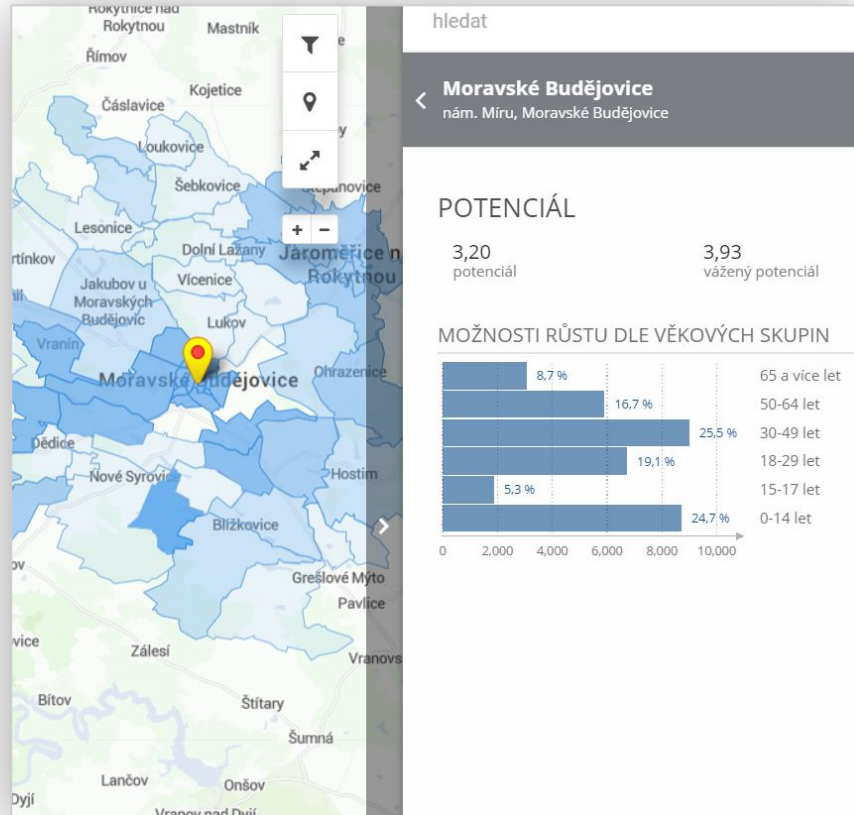 Rokytnice nad
Rokytnou
Mastník
Římov
Kojetice
Čáslavice
Loukovice
Šebkovice
Lesonice
Dolní Lažany
Jaroměřice n
Rokytnou
Jakubov u
Moravských
Budějovic
Vícenice
Lukov
Vranín
Moravské Budějovice
Ohrazenice
Dědice
Nové Syrovice
Hostim
Blížkovice
Grešlové Mýto
Pavlice
Zálesí
Vranovs
Bítov
Štítary
Šumná
Lančov
Onšov
Dyjí
Vranov nad Dyjí
+ −
hledat
Moravské Budějovice
nám. Míru, Moravské Budějovice
POTENCIÁL
3,20 3,93
potenciál vážený potenciál
MOŽNOSTI RŮSTU DLE VĚKOVÝCH SKUPIN
8,7 % 65 a více let
16,7 % 50-64 let
25,5 % 30-49 let
19,1 % 18-29 let
5,3 % 15-17 let
24,7 % 0-14 let
0 2,000 4,000 6,000 8,000 10,000